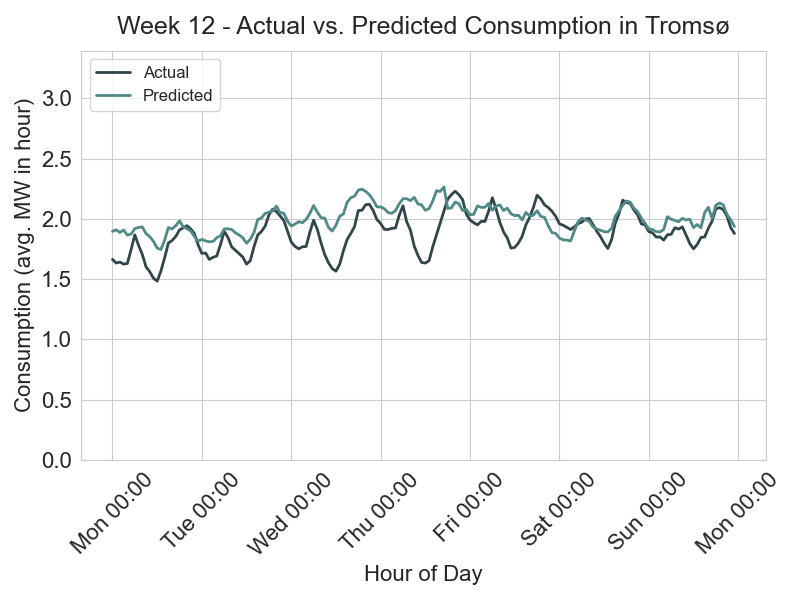 Week 12 - Actual vs. Predicted Consumption in Tromsø
Actual
Predicted
Consumption (avg. MW in hour)
3.0
2.5
2.0
1.5
1.0
0.5
0.0
Mon 00:00
Tue 00:00
Wed 00:00
Thu 00:00
Fri 00:00
Sat 00:00
Sun 00:00
Mon 00:00
Hour of Day